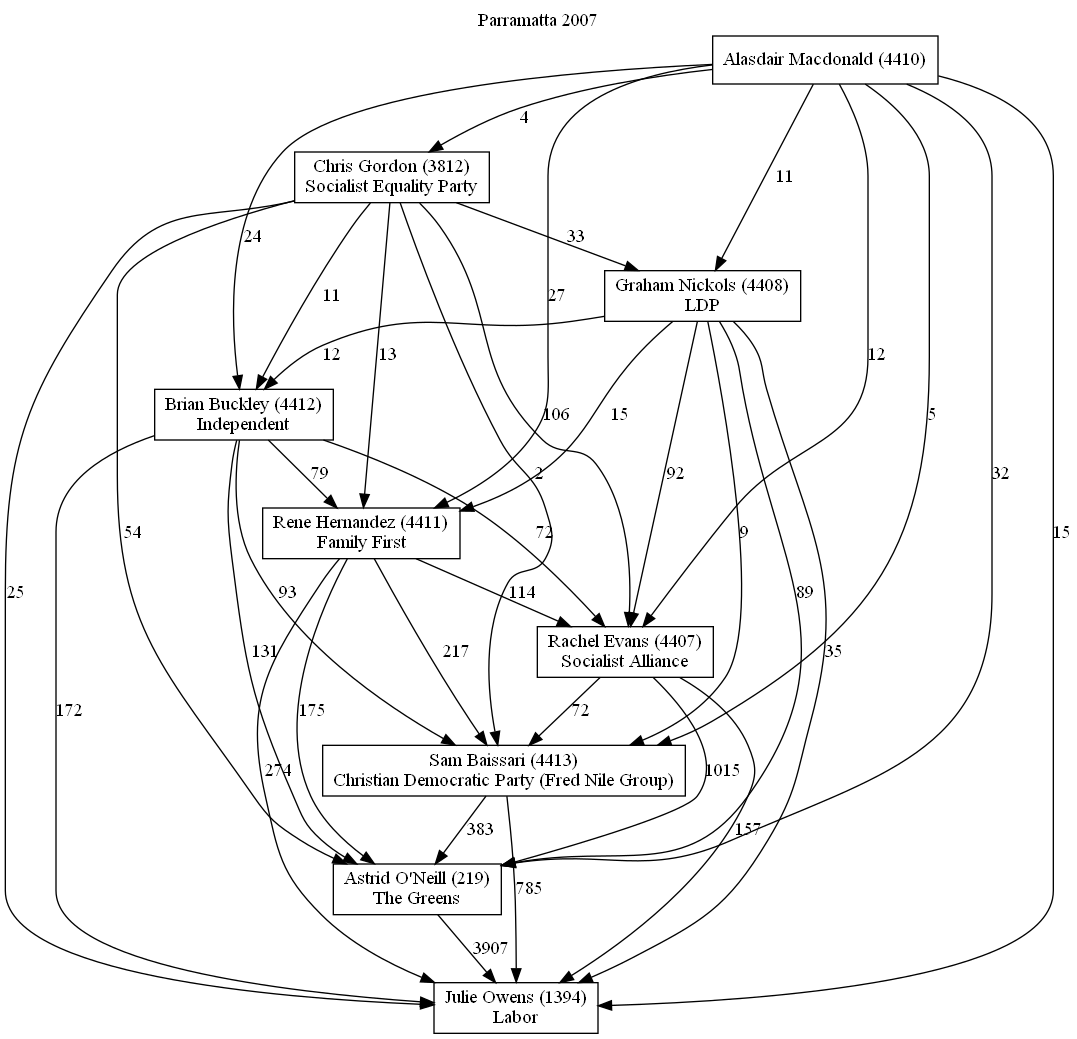 Parramatta 2007
Alasdair Macdonald (4410)
4
Chris Gordon (3812)
Socialist Equality Party
11
24
33
Graham Nickols (4408)
LDP
11
27
12
13
12
106
15
5
Brian Buckley (4412)
Independent
79
2
92
32
Rene Hernandez (4411)
Family First
54
72
9
15
25
93
114
89
Rachel Evans (4407)
Socialist Alliance
131
217
35
172
175
72
Sam Baissari (4413)
Christian Democratic Party (Fred Nile Group)
274
1015
383
157
Astrid O'Neill (219)
The Greens
785
3907
Julie Owens (1394)
Labor